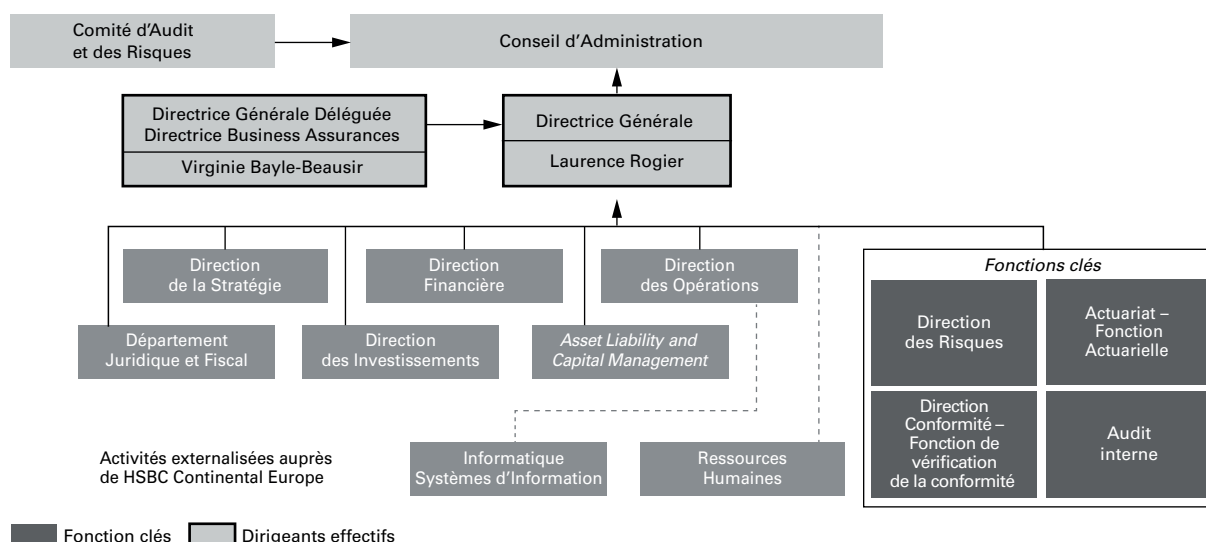 Comité d'Audit
et des Risques
Conseil d'Administration
Directrice Générale Déléguée
Directrice Business Assurances
Virginie Bayle-Beausir
Directrice Générale
Laurence Rogier
Direction
de la Stratégie
Direction
Financière
Direction
des Opérations
Département
Juridique et Fiscal
Direction
des Investissements
Asset Liability and
Capital Management
Fonctions clés
Direction
des Risques
Actuariat –
Fonction
Actuarielle
Direction
Conformité –
Fonction de
vérification
de la conformité
Audit
interne
Activités externalisées auprès
de HSBC Continental Europe
Informatique
Systèmes d'Information
Ressources
Humaines
Fonction clés
Dirigeants effectifs